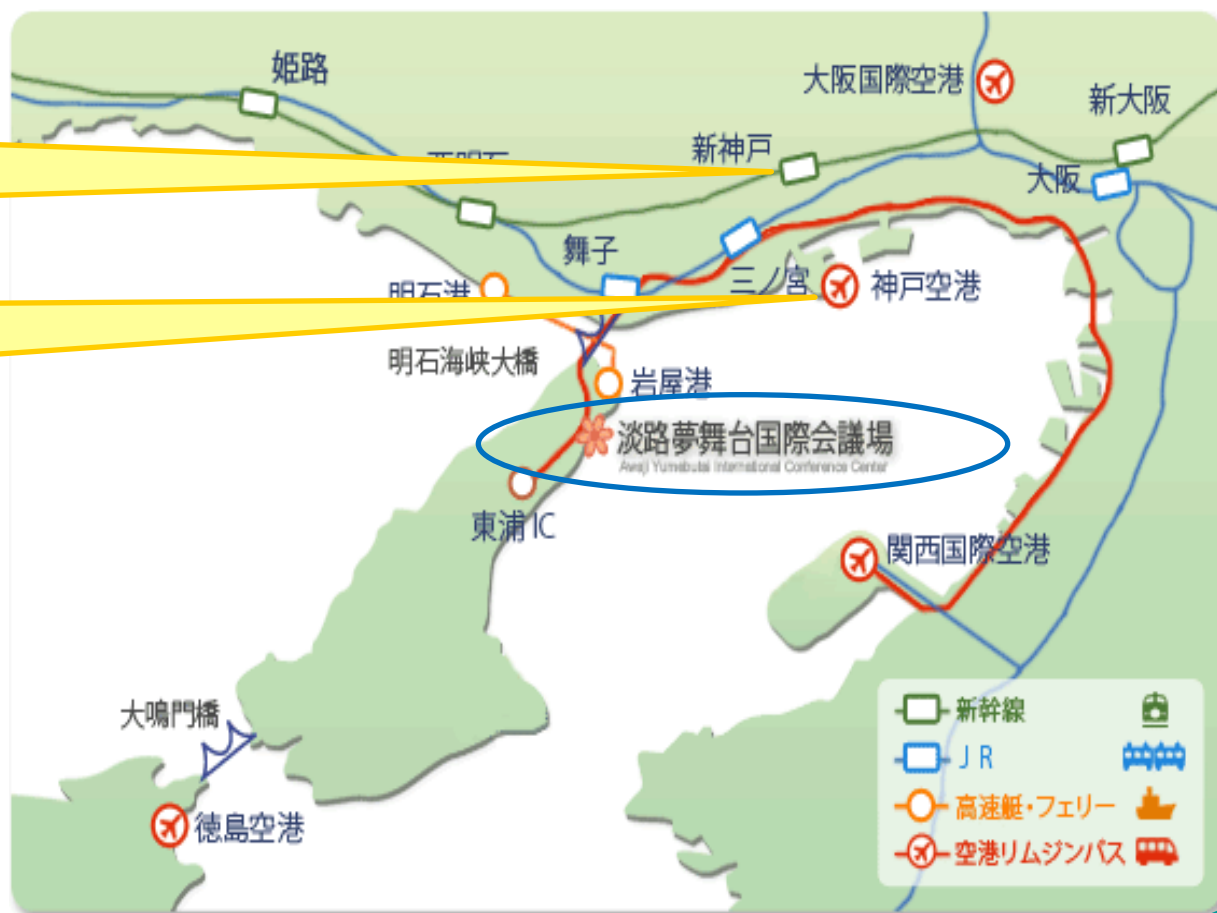 姫路
大阪国際空港
新大阪
新神戸
大阪
舞子
三ノ宮
神戸空港
明石港
明石海峡大橋
岩屋港
淡路夢舞台国際会議場
Awaji Yumebutai International Conference Center
東浦IC
関西国際空港
大鳴門橋
徳島空港
新幹線
JR
高速艇・フェリー
空港リムジンバス